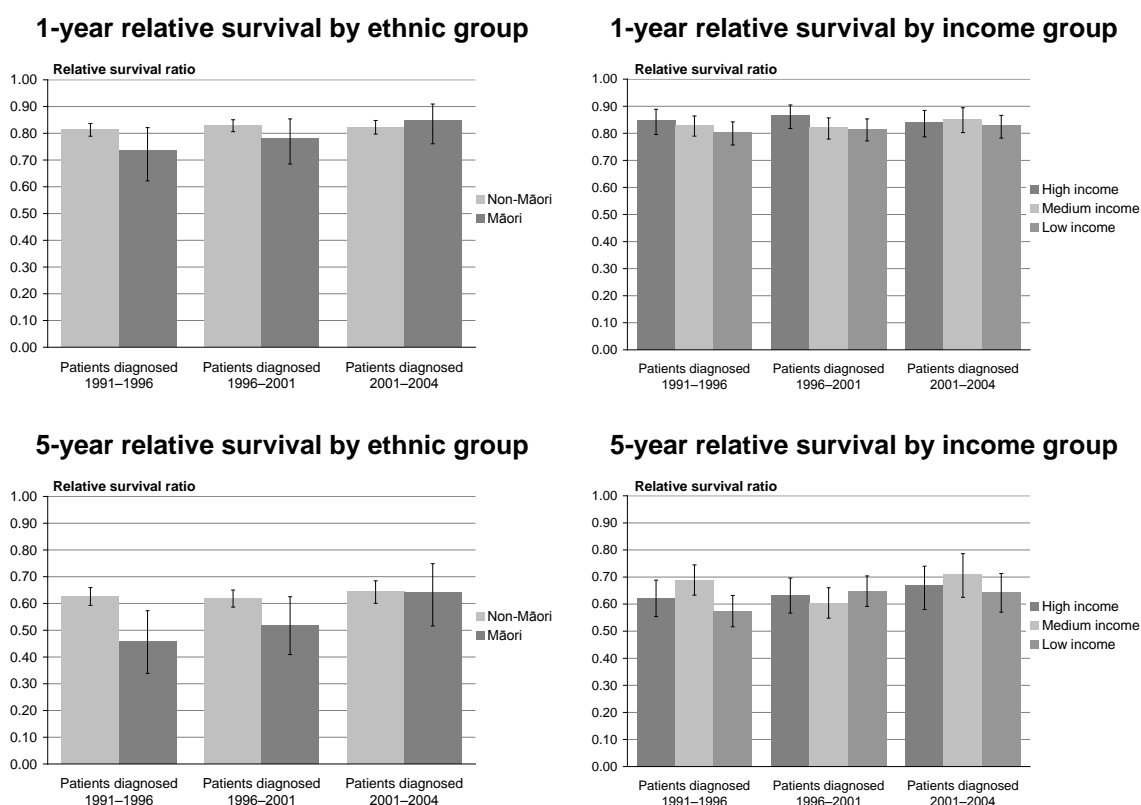 1-year relative survival by ethnic group
Relative survival ratio
1.00
0.90
0.80
0.70
0.60
0.50
0.40
0.30
0.20
0.10
0.00
Non-Māori
Māori
Patients diagnosed Patients diagnosed Patients diagnosed
1991–1996 1996–2001 2001–2004
1-year relative survival by income group
Relative survival ratio
1.00
0.90
0.80
0.70
0.60
0.50
0.40
0.30
0.20
0.10
0.00
High income
Medium income
Low income
Patients diagnosed Patients diagnosed Patients diagnosed
1991–1996 1996–2001 2001–2004
5-year relative survival by ethnic group
Relative survival ratio
1.00
0.90
0.80
0.70
0.60
0.50
0.40
0.30
0.20
0.10
0.00
Non-Māori
Māori
Patients diagnosed Patients diagnosed Patients diagnosed
1991–1996 1996–2001 2001–2004
5-year relative survival by income group
Relative survival ratio
1.00
0.90
0.80
0.70
0.60
0.50
0.40
0.30
0.20
0.10
0.00
High income
Medium income
Low income
Patients diagnosed Patients diagnosed Patients diagnosed
1991–1996 1996–2001 2001–2004